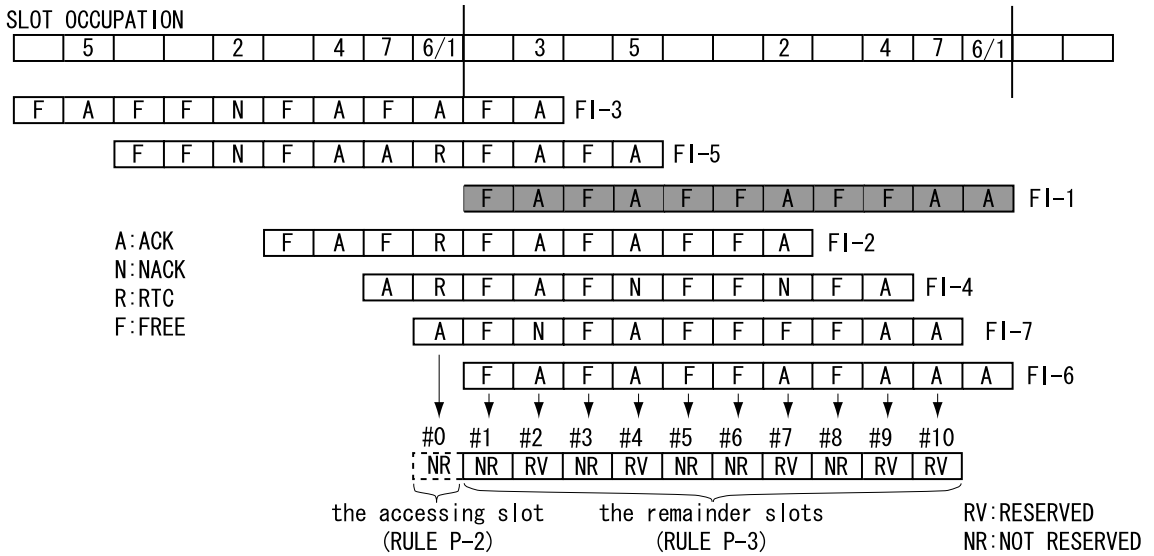 SLOT OCCUPATION
5 2 4 7 6/1 3 5 2 4 7 6/1
F A F F N F A F A F A FI-3
F F N F A A R F A F A FI-5
F A F A F F A F F A A FI-1
A:ACK
N:NACK
R:RTC
F:FREE
F A F R F A F A F F A FI-2
A R F A F N F F N F A FI-4
A F N F A F F F F A A FI-7
F A F A F F A F A A A FI-6
#0 #1 #2 #3 #4 #5 #6 #7 #8 #9 #10
NR NR RV NR RV NR NR RV NR RV RV
the accessing slot
(RULE P-2)
the remainder slots
(RULE P-3)
RV:RESERVED
NR:NOT RESERVED